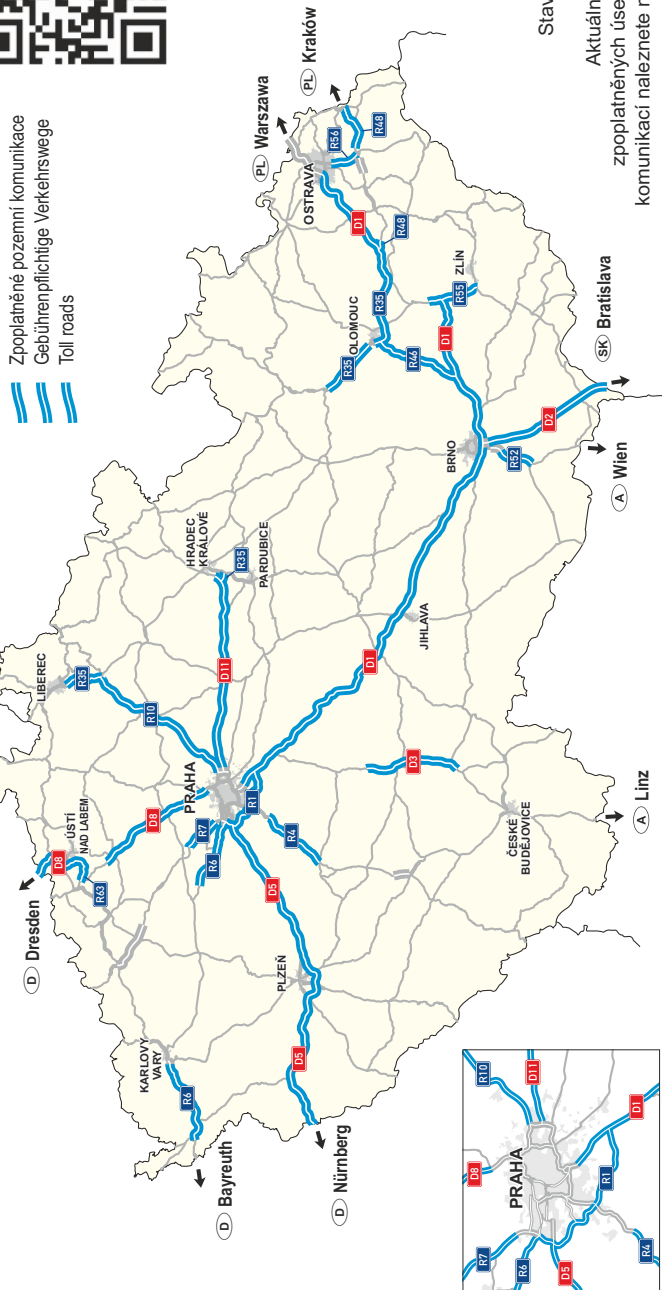 Zpoplatněné pozemní komunikace
Gebührenpflichtige Verkehrswege
Toll roads
Stav
Aktuáln
zpoplatněných úse
komunikací naleznete n
D Dresden
D Bayreuth
D Nürnberg
PL Warszawa
PL Kraków
SK Bratislava
A Wien
A Linz
LIBEREC
ÚSTÍ
NAD LABEM
KARLOVY
VARY
PLZEŇ
PRAHA
HRADEC
KRÁLOVÉ
PARDUBICE
JIHLAVA
ČESKÉ
BUDĚJOVICE
BRNO
OLOMOUC
OSTRAVA
ZLÍN
D8
R63
D8
R7
R6
R1
R4
D5
D5
R6
R35
R10
D11
R35
D1
D3
R35
R35
R46
D1
R55
R52
D2
D1
R48
R56
R48
PRAHA
R7
R6
D5
D8
R10
D11
D1
R1
R4